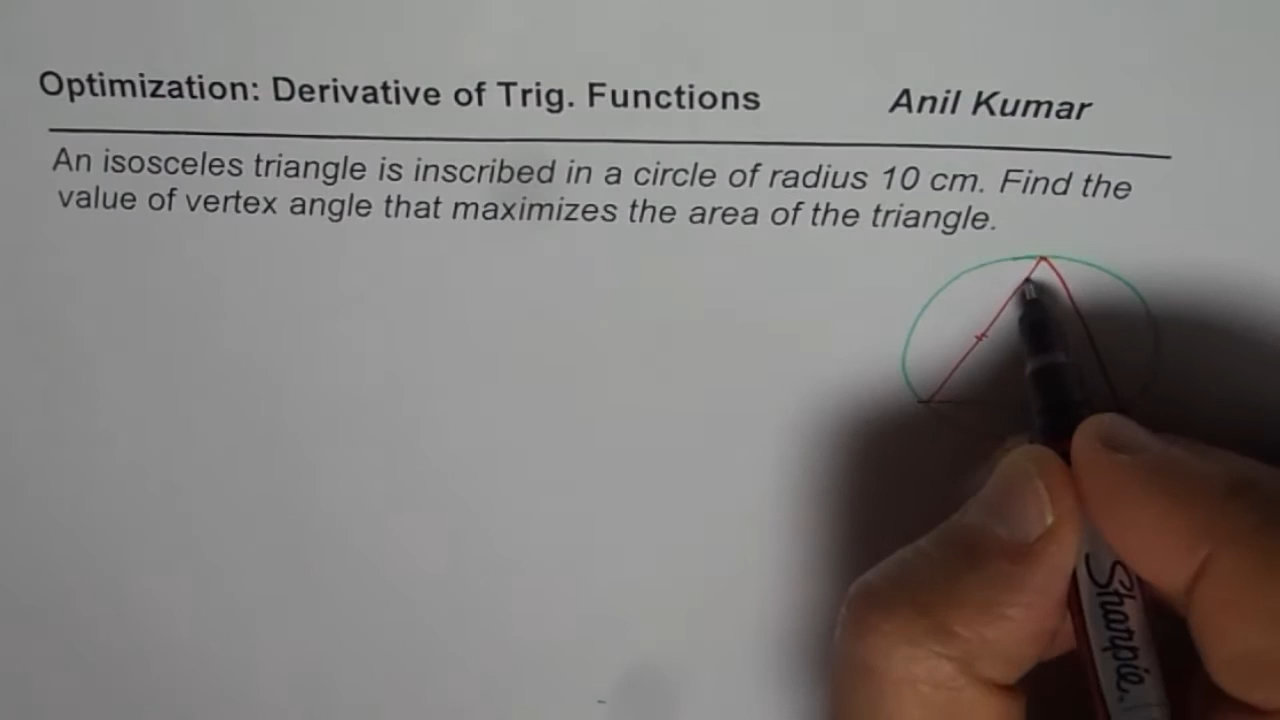 Optimization: Derivative of Trig. Functions Anil Kumar
An isosceles triangle is inscribed in a circle of radius 10 cm. Find the
value of vertex angle that maximizes the area of the triangle.
Sharpie.